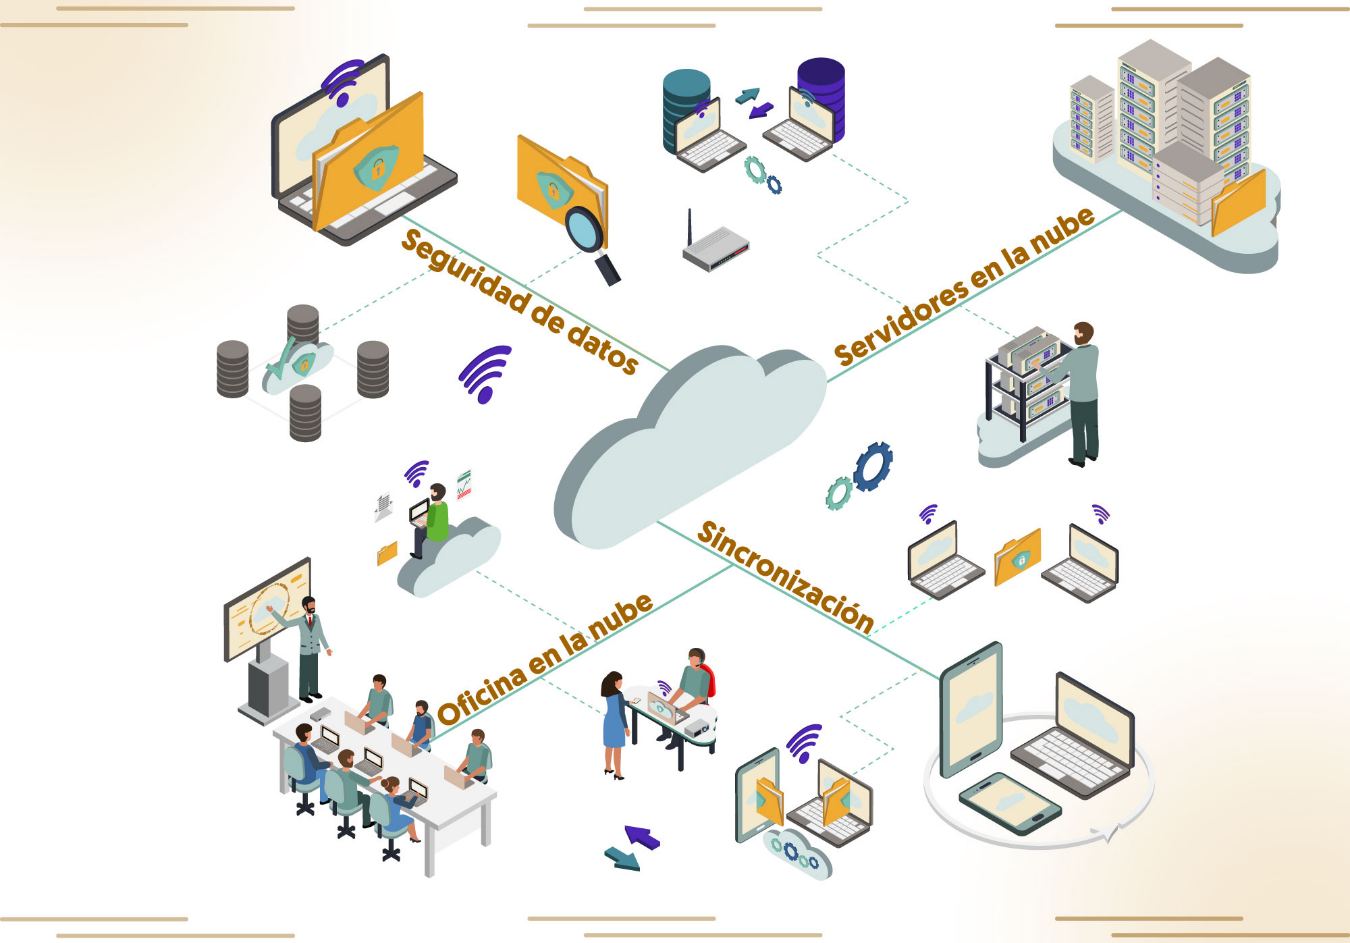 Seguridad de datos
Servidores en la nube
Sincronización
Oficina en la nube